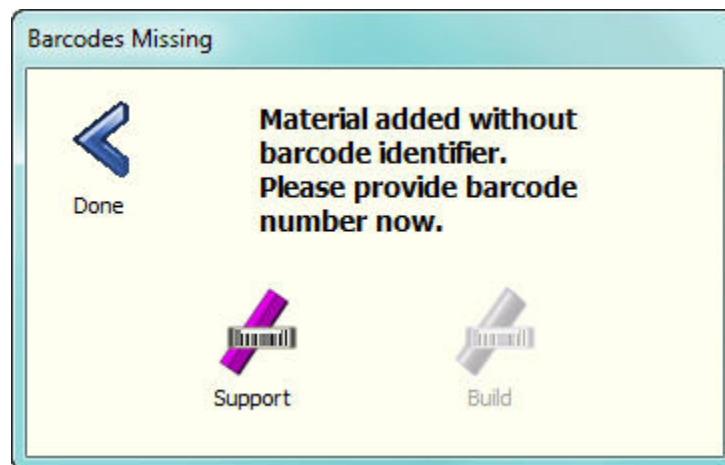 Barcodes Missing
Material added without
barcode identifier.
Please provide barcode
number now.
Done
Support
Build